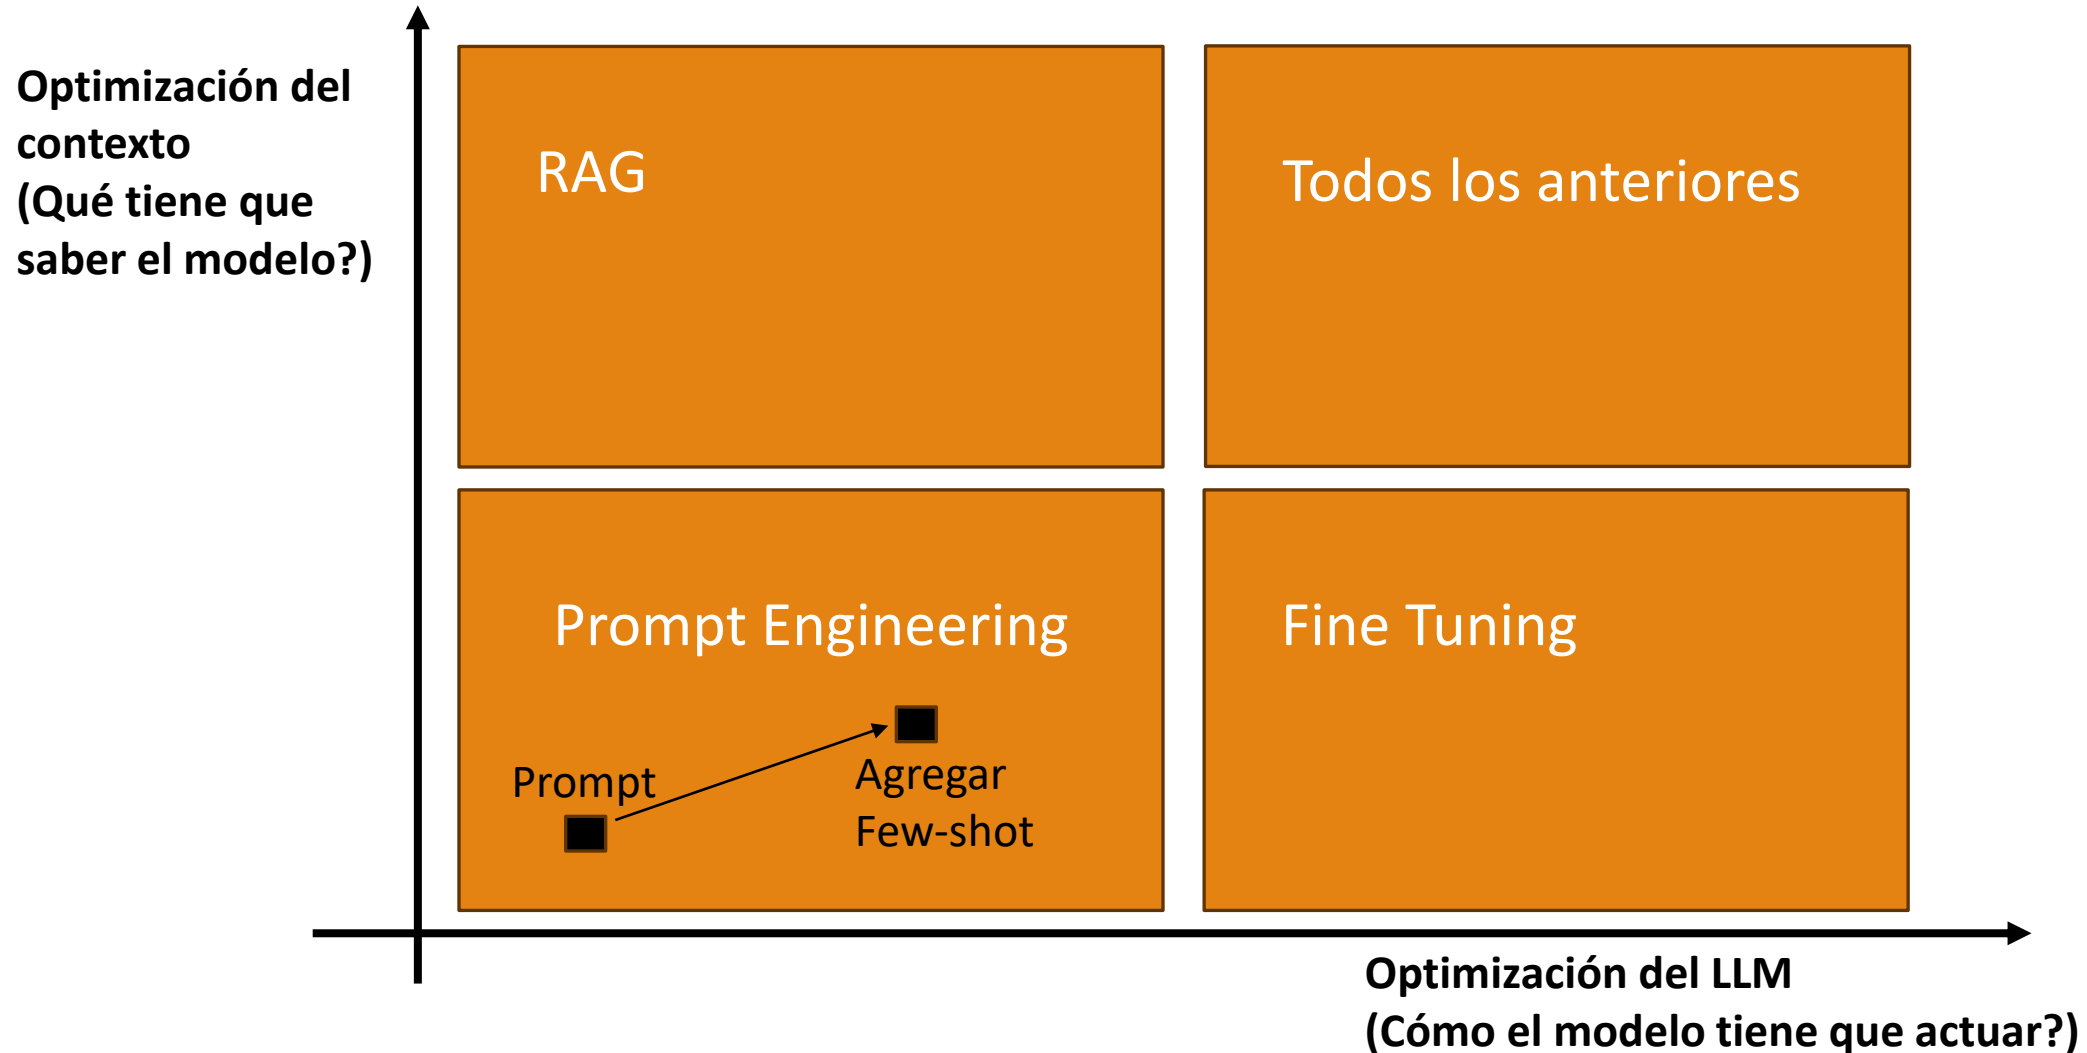 Optimización del
contexto
(Qué tiene que
saber el modelo?)
RAG
Todos los anteriores
Prompt Engineering
Fine Tuning
Prompt
Agregar
Few-shot
Optimización del LLM
(Cómo el modelo tiene que actuar?)